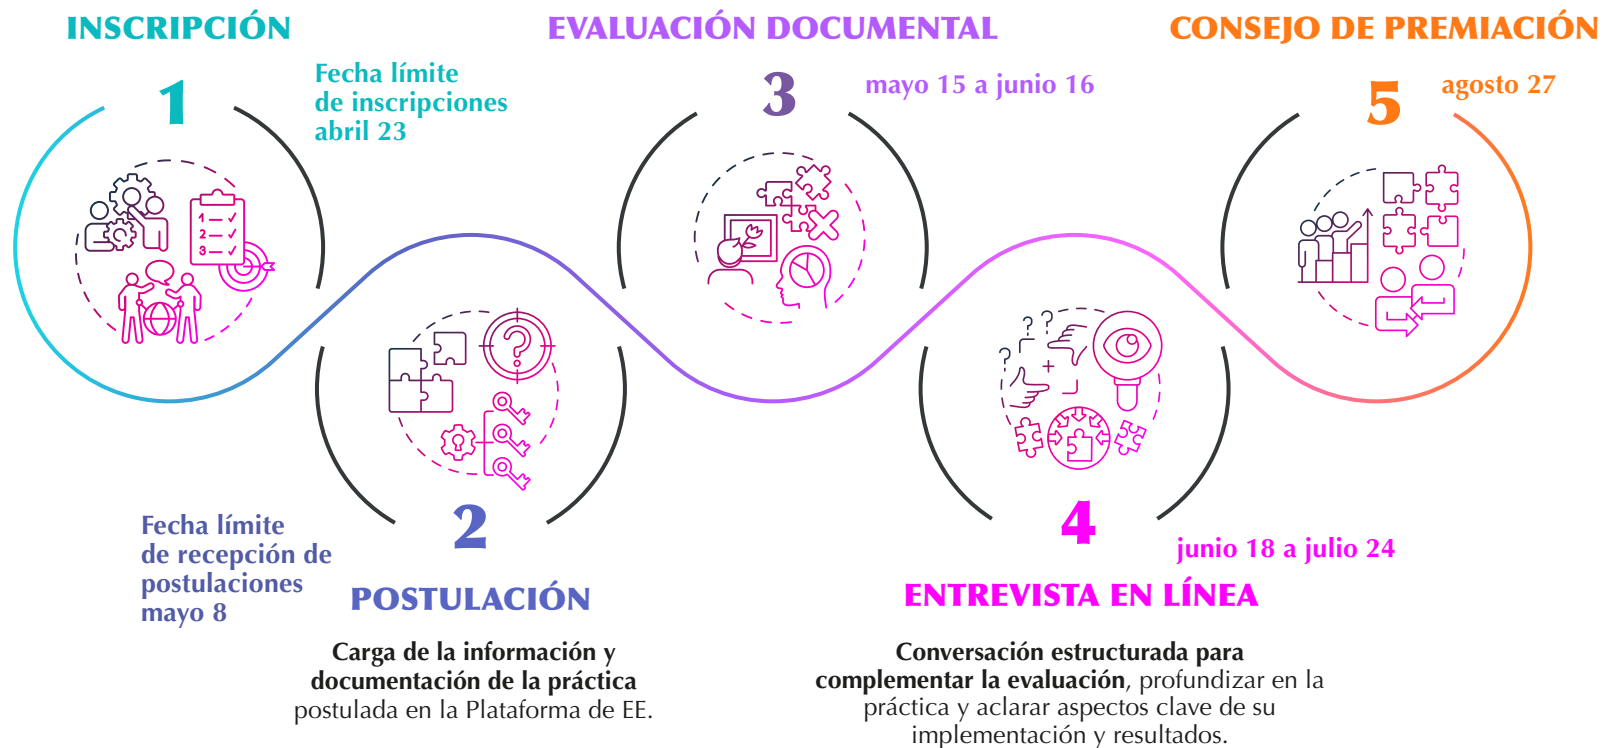 INSCRIPCIÓN
1
Fecha límite
de inscripciones
abril 23
1
2
3
2
Fecha límite
de recepción de
postulaciones
mayo 8
POSTULACIÓN
Carga de la información y
documentación de la práctica
postulada en la Plataforma de EE.
EVALUACIÓN DOCUMENTAL
3
mayo 15 a junio 16
4
junio 18 a julio 24
ENTREVISTA EN LÍNEA
Conversación estructurada para
complementar la evaluación, profundizar en la
práctica y aclarar aspectos clave de su
implementación y resultados.
CONSEJO DE PREMIACIÓN
5
agosto 27